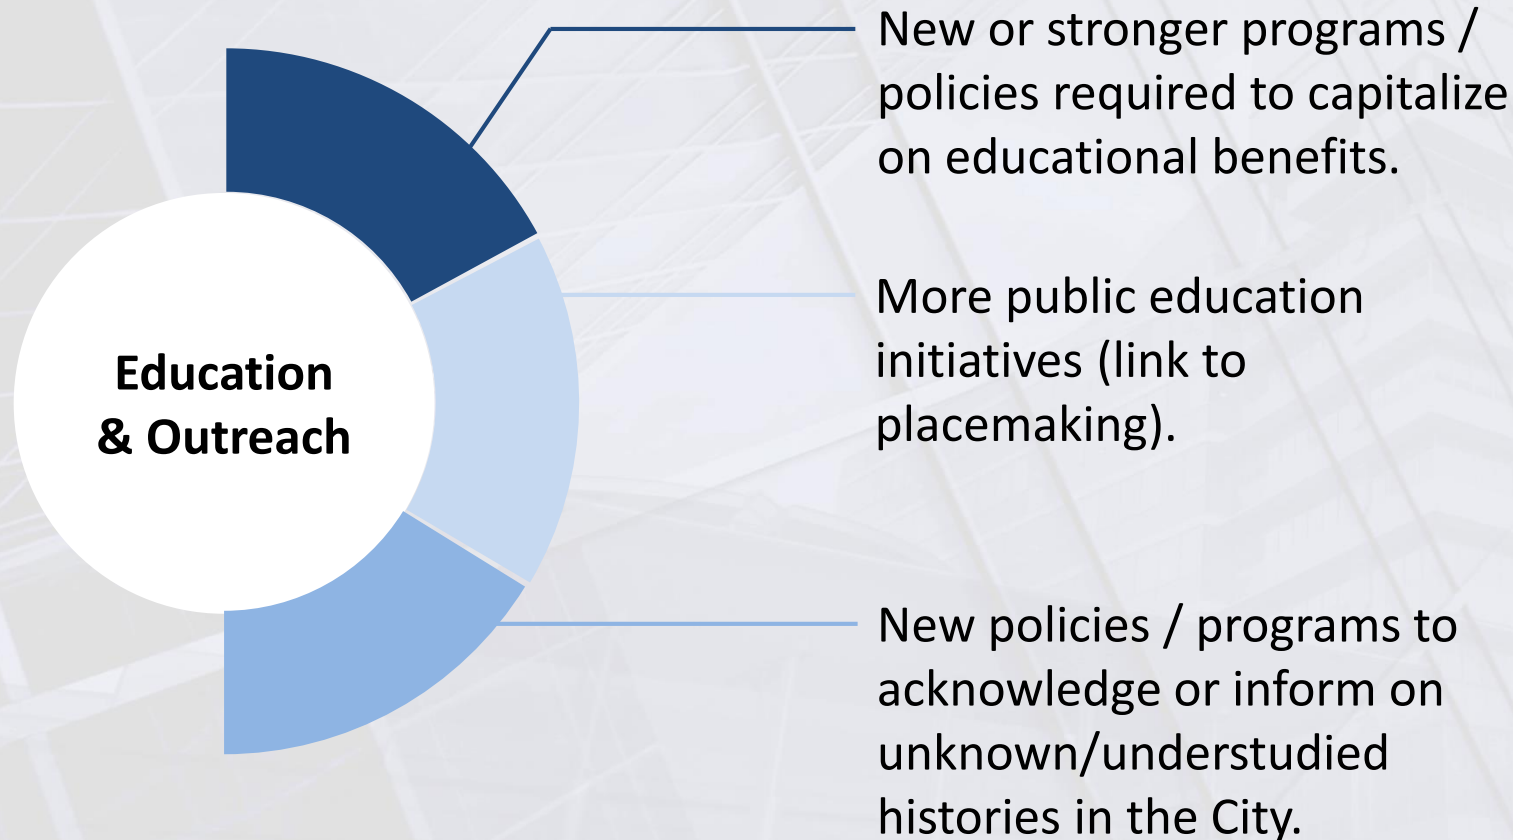 New or stronger programs /
policies required to capitalize
on educational benefits.
More public education
initiatives (link to
placemaking).
Education
& Outreach
New policies / programs to
acknowledge or inform on
unknown/understudied
histories in the City.